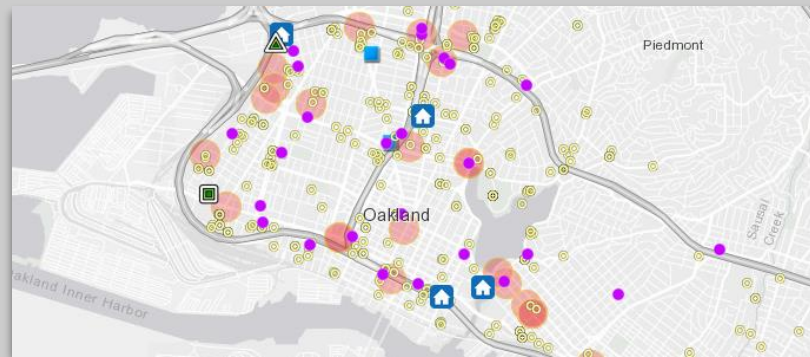 Piedmont
Oakland
Sausal
Creek
Oakland Inner Harbor